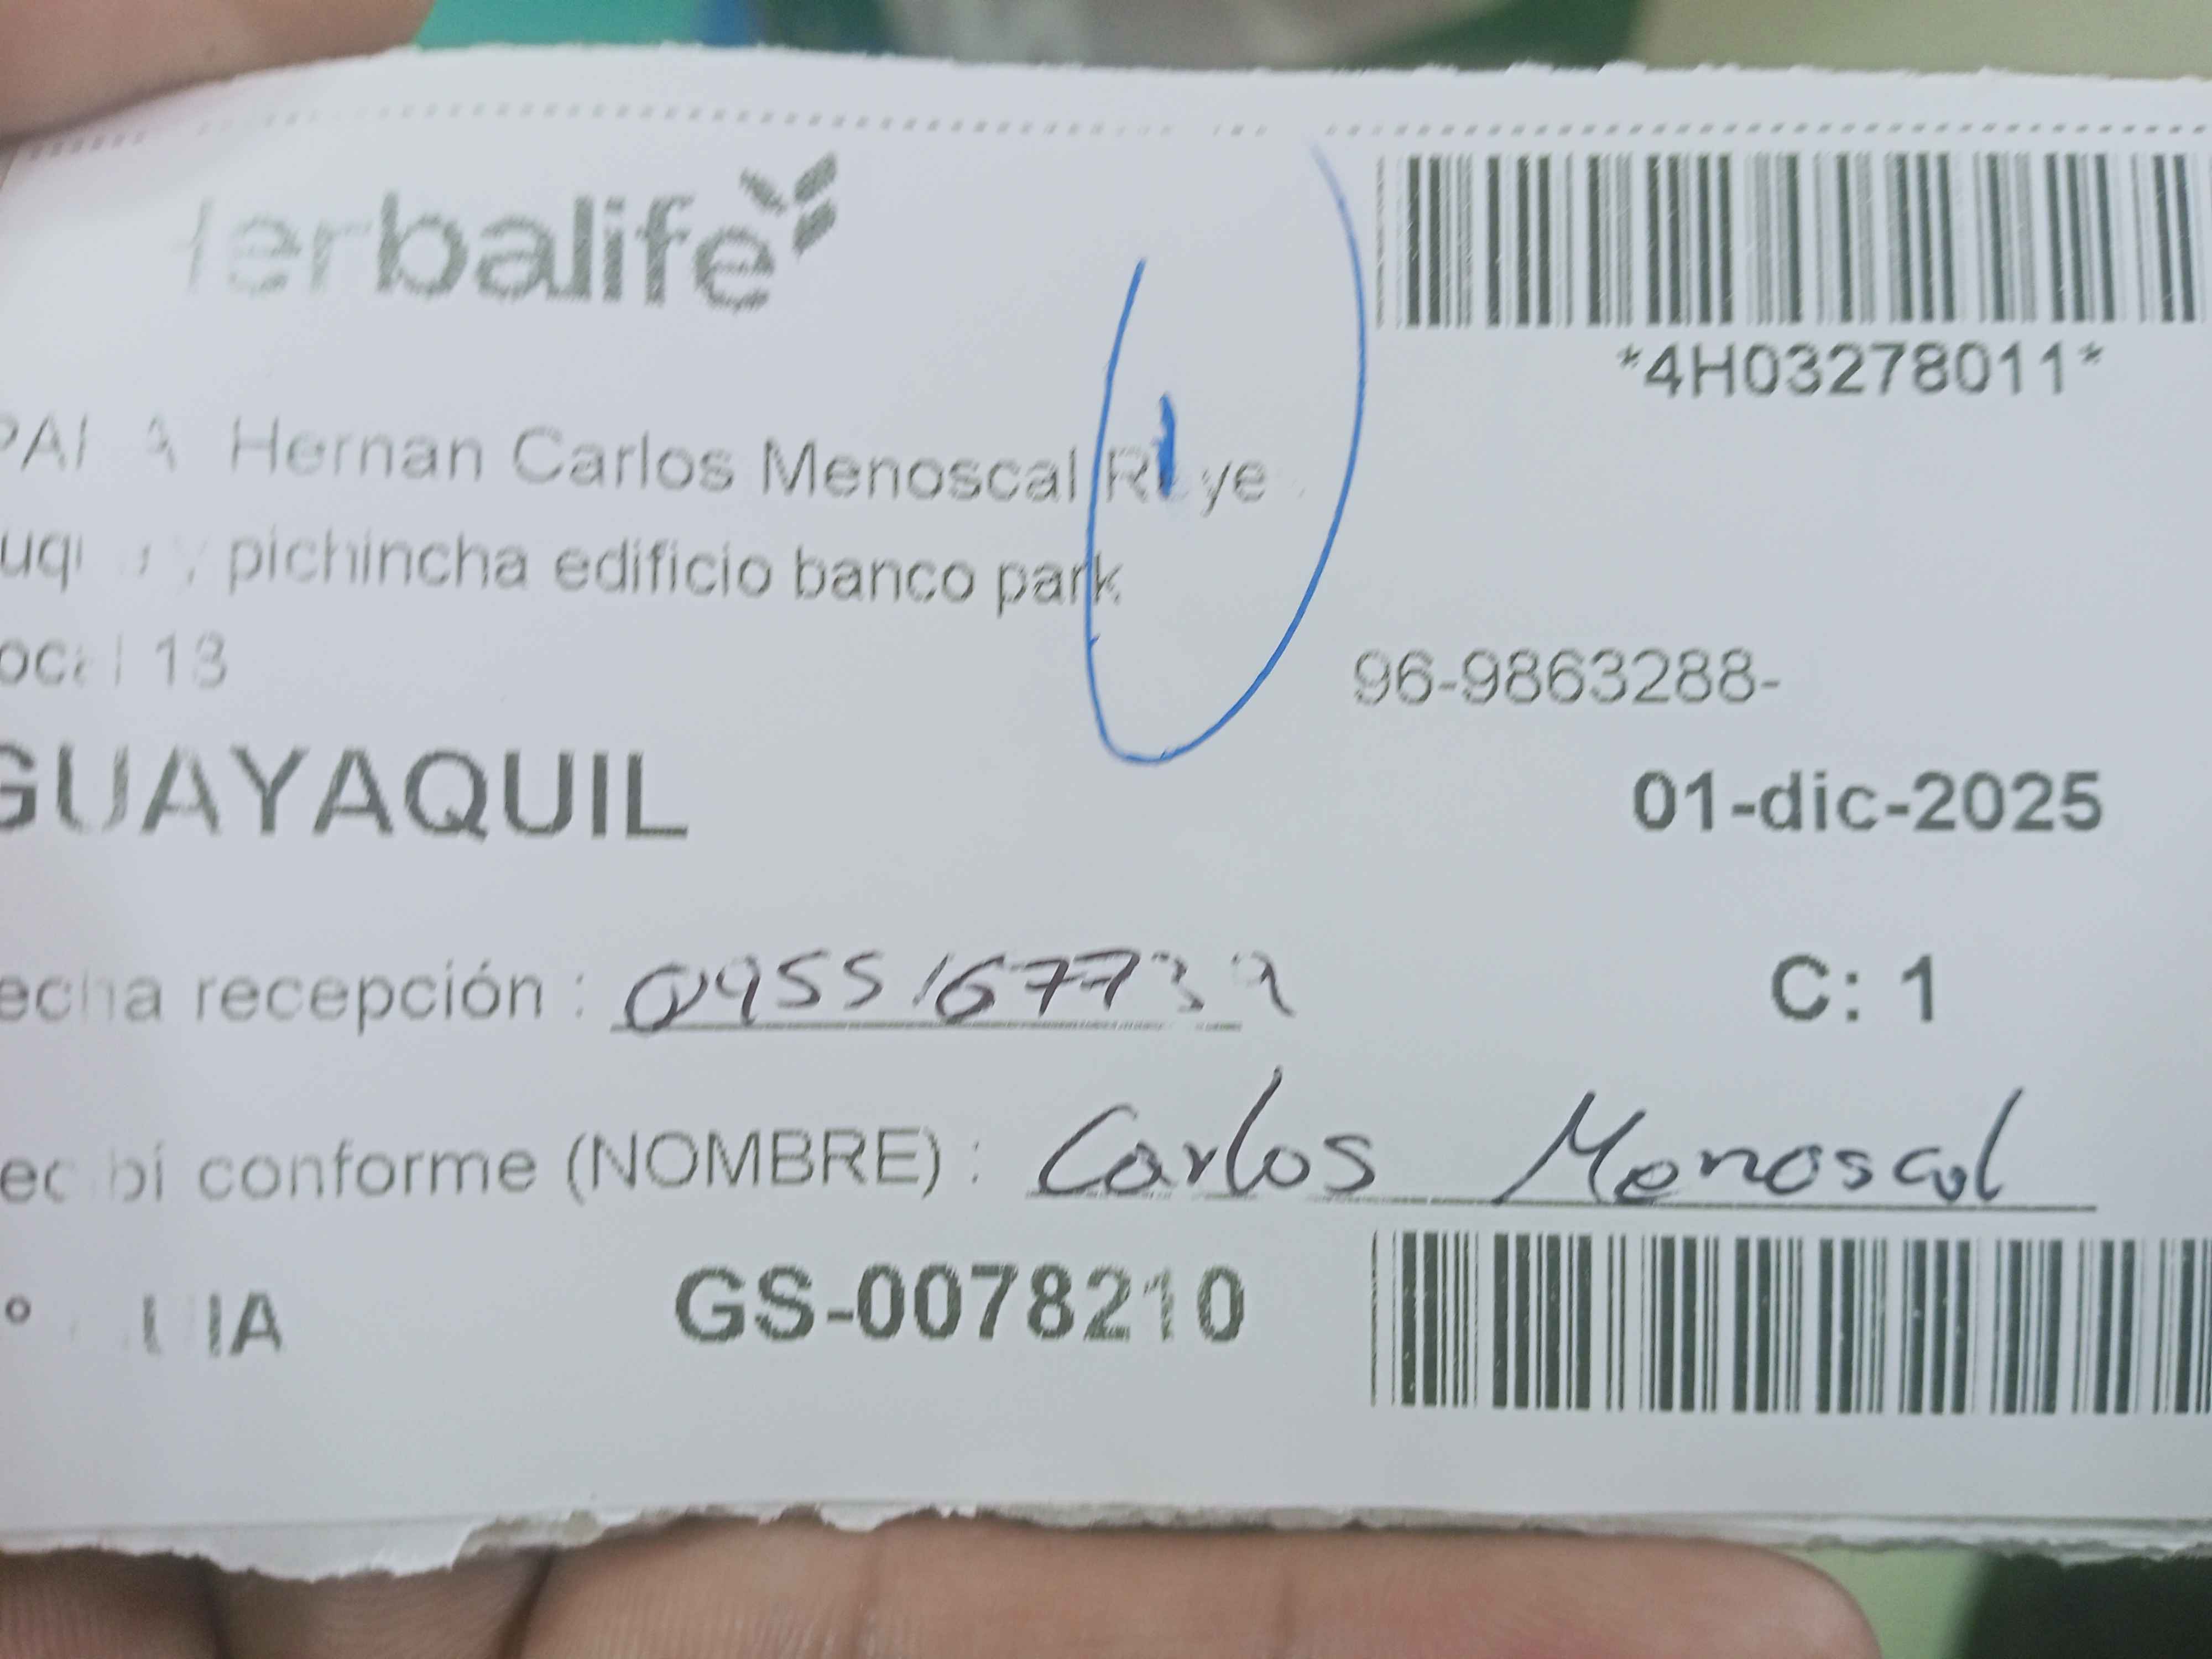 Herbalife
*4H03278011*
Hernan Carlos Menoscal
pichincha edificio banco park
13
96-9863288-
GUAYAQUIL
01-dic-2025
recepción :
C: 1
conforme (NOMBRE) : Carlos Menoscal
GS-0078210